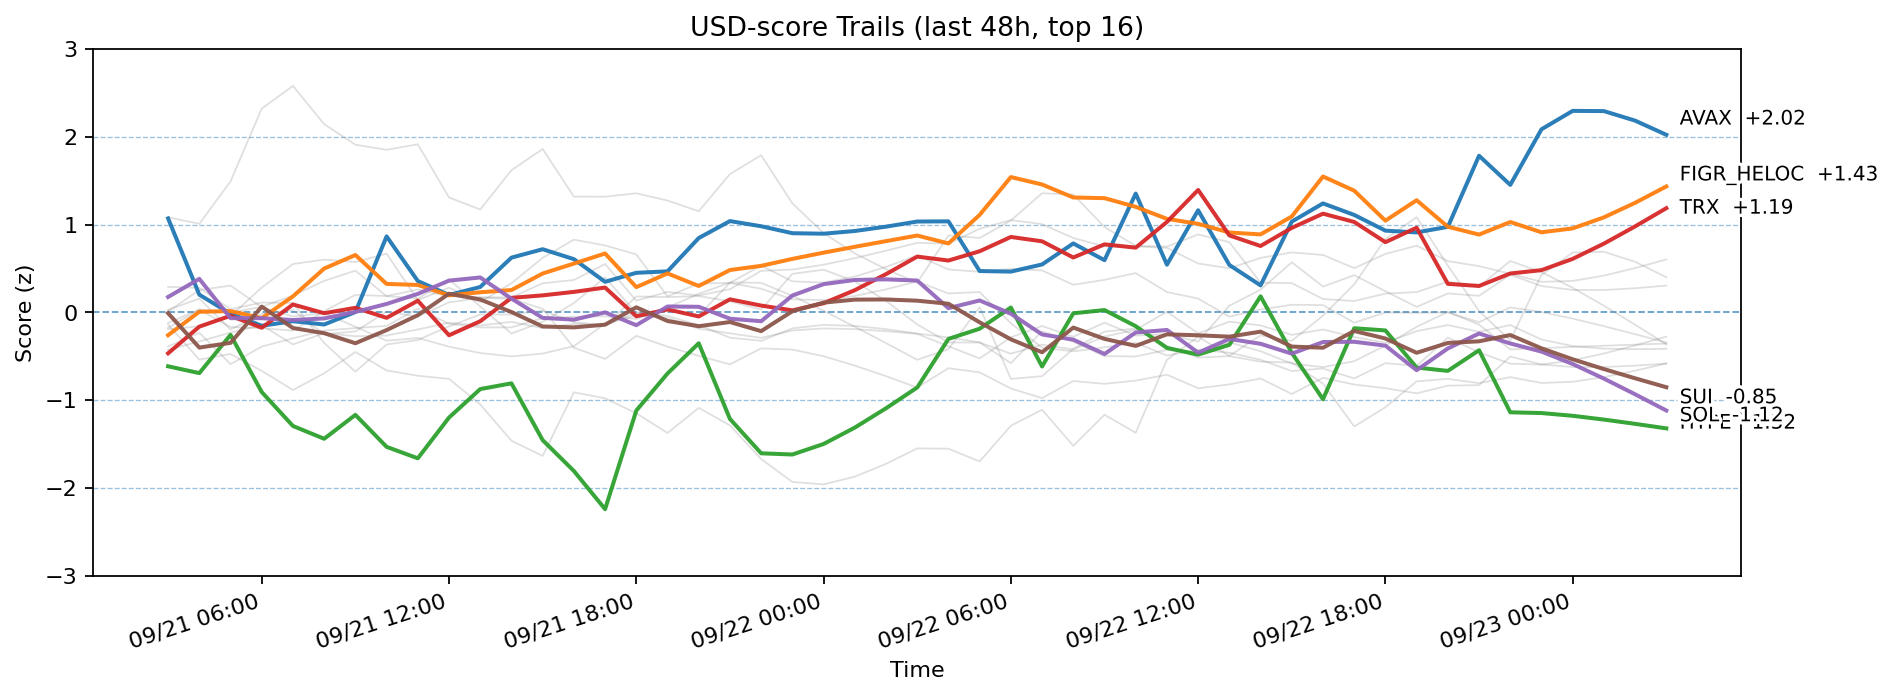 USD-score Trails (last 48h, top 16)
Score (z)
3
2
1
0
−1
−2
−3
AVAX +2.02
FIGR_HELOC +1.43
TRX +1.19
SUI -0.85
SOL -1.12
09/21 06:00
09/21 12:00
09/21 18:00
09/22 00:00
09/22 06:00
09/22 12:00
09/22 18:00
09/23 00:00
Time